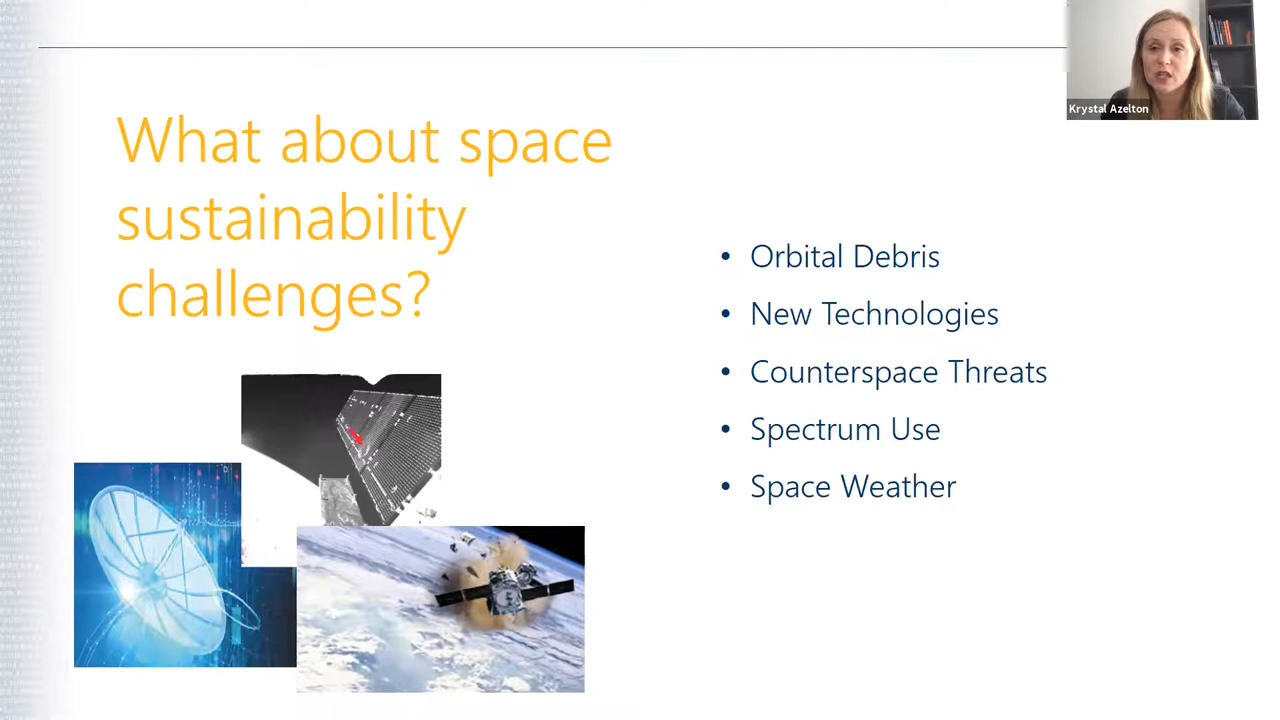 Krystal Azelton
What about space
sustainability
challenges?
• Orbital Debris
• New Technologies
• Counterspace Threats
• Spectrum Use
• Space Weather